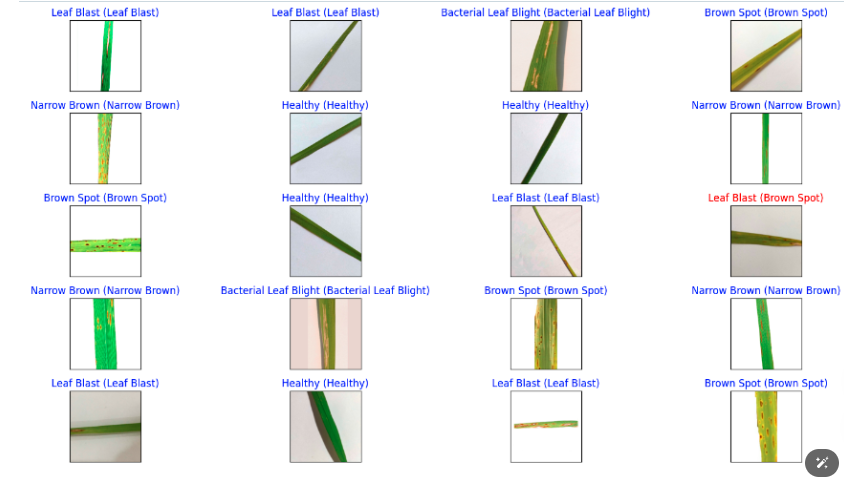 Leaf Blast (Leaf Blast)
Leaf Blast (Leaf Blast)
Bacterial Leaf Blight (Bacterial Leaf Blight)
Brown Spot (Brown Spot)
Narrow Brown (Narrow Brown)
Healthy (Healthy)
Healthy (Healthy)
Narrow Brown (Narrow Brown)
Brown Spot (Brown Spot)
Healthy (Healthy)
Leaf Blast (Leaf Blast)
Leaf Blast (Brown Spot)
Narrow Brown (Narrow Brown)
Bacterial Leaf Blight (Bacterial Leaf Blight)
Brown Spot (Brown Spot)
Narrow Brown (Narrow Brown)
Leaf Blast (Leaf Blast)
Healthy (Healthy)
Leaf Blast (Leaf Blast)
Brown Spot (Brown Spot)